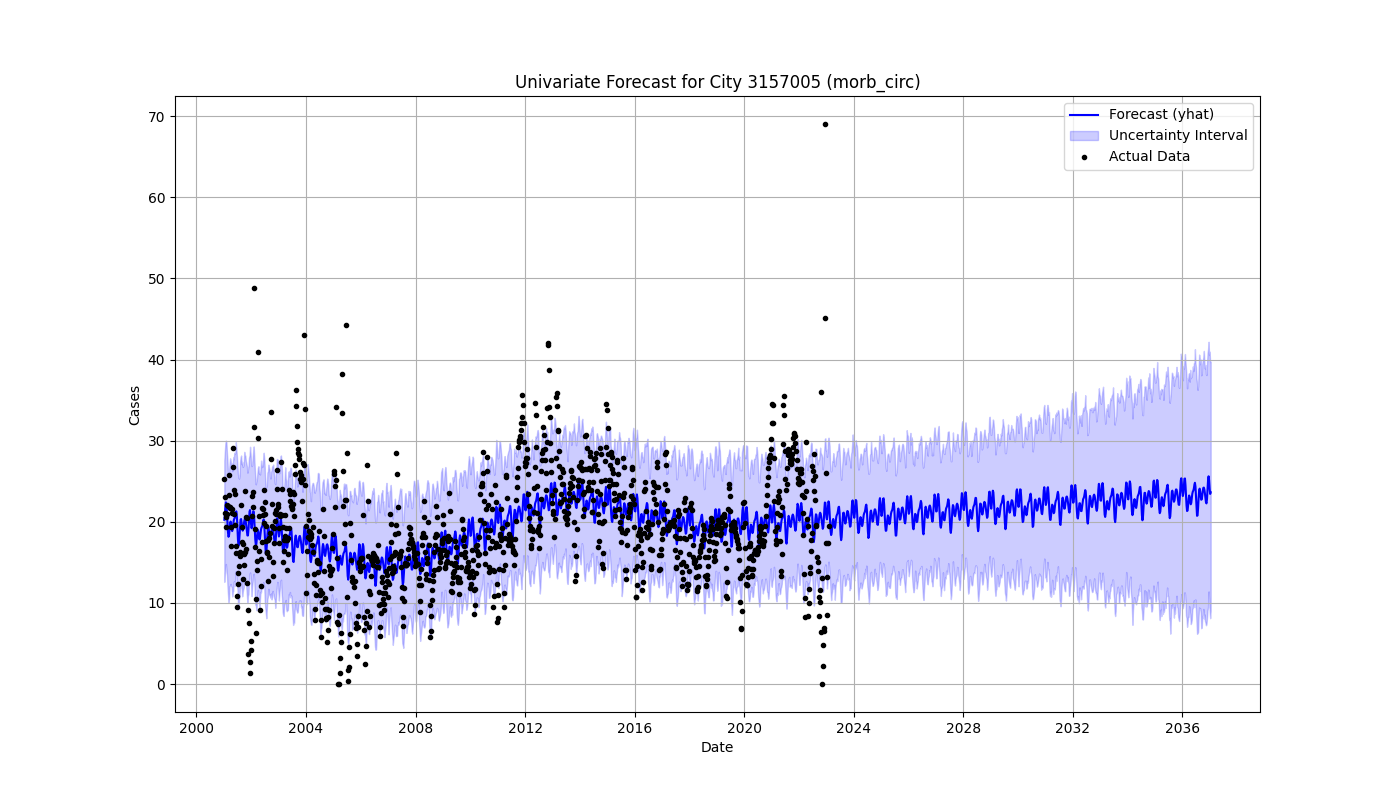 Univariate Forecast for City 3157005 (morb_circ)
Forecast (yhat)
Uncertainty Interval
Actual Data
Cases
70
60
50
40
30
20
10
0
2000 2004 2008 2012 2016 2020 2024 2028 2032 2036
Date